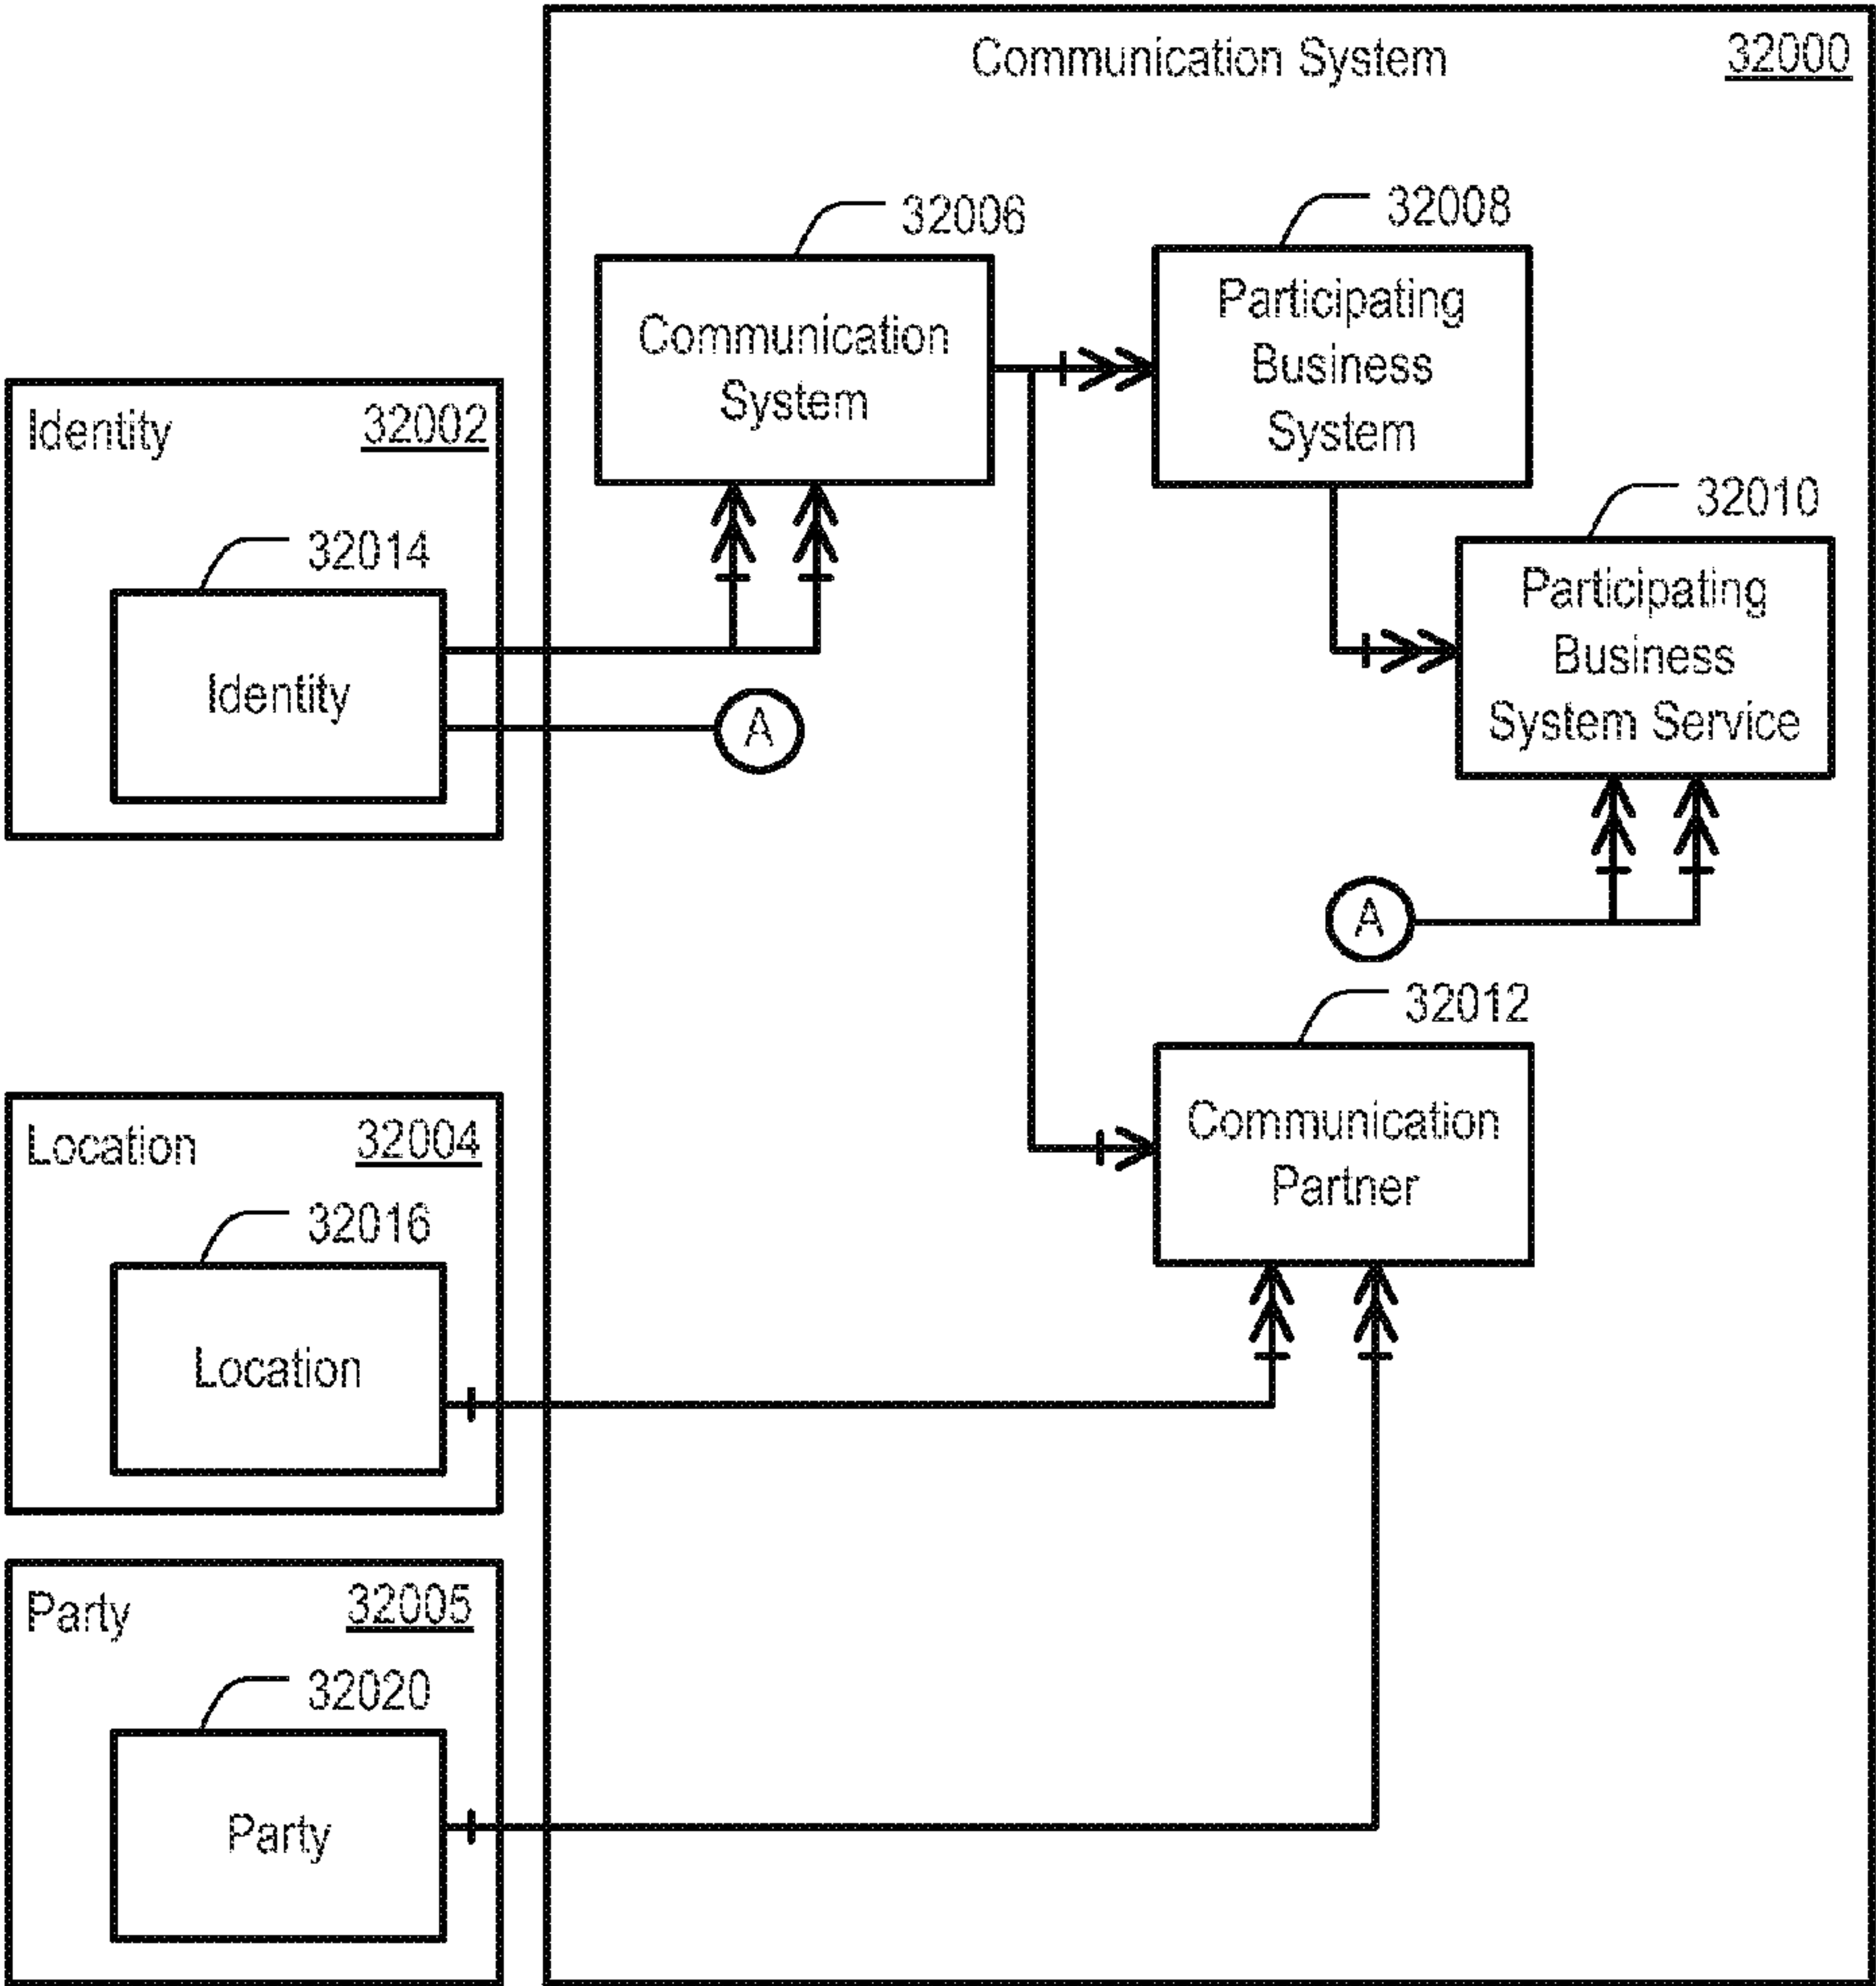 Communication System 32000
32006
Communication
System
32008
Participating
Business
System
32010
Participating
Business
System Service
Identity 32002
32014
Identity
A
A
32012
Communication
Partner
Location 32004
32016
Location
Party 32005
32020
Party